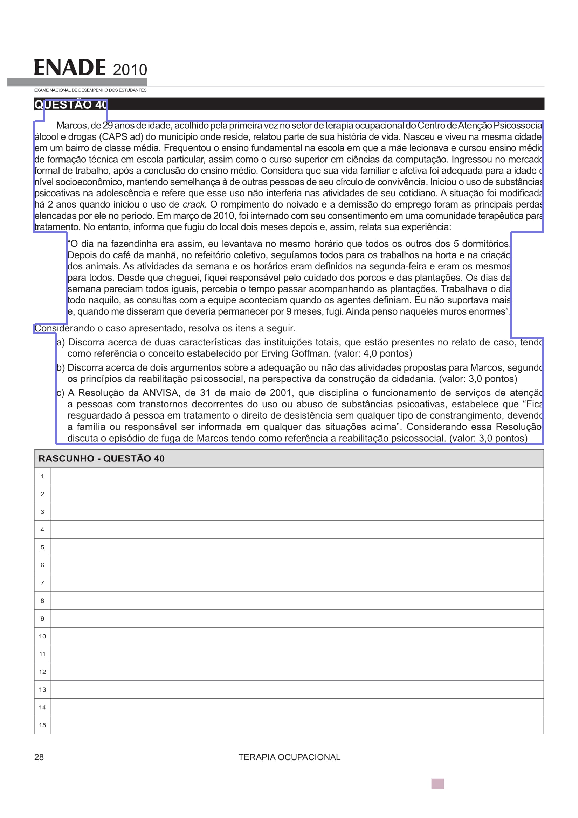 ENADE 2010
EXAME NACIONAL DE DESEMPENHO DOS ESTUDANTES
QUESTÃO 40
Marcos, de 29 anos de idade, acolhido pela primeira vez no setor de terapia ocupacional do Centro de Atenção Psicossocia
álcool e drogas (CAPS ad) do município onde reside, relatou parte de sua história de vida. Nasceu e viveu na mesma cidade,
em um bairro de classe média. Frequentou o ensino fundamental na escola em que a mãe lecionava e cursou ensino médio
de formação técnica em escola particular, assim como o curso superior em ciências da computação. Ingressou no mercado
formal de trabalho, após a conclusão do ensino médio. Considera que sua vida familiar e afetiva foi adequada para a idade e
nível socioeconômico, mantendo semelhança à de outras pessoas de seu círculo de convivência. Iniciou o uso de substâncias
psicoativas na adolescência e refere que esse uso não interferia nas atividades de seu cotidiano. A situação foi modificada
há 2 anos quando iniciou o uso de crack. O rompimento do noivado e a demissão do emprego foram as principais perdas
elencadas por ele no período. Em março de 2010, foi internado com seu consentimento em uma comunidade terapêutica para
tratamento. No entanto, informa que fugiu do local dois meses depois e, assim, relata sua experiência:
"O dia na fazendinha era assim, eu levantava no mesmo horário que todos os outros dos 5 dormitórios.
Depois do café da manhã, no refeitório coletivo, seguíamos todos para os trabalhos na horta e na criação
dos animais. As atividades da semana e os horários eram definidos na segunda-feira e eram os mesmos
para todos. Desde que cheguei, fiquei responsável pelo cuidado dos porcos e das plantações. Os dias da
semana pareciam todos iguais, percebia o tempo passar acompanhando as plantações. Trabalhava o dia
todo naquilo, as consultas com a equipe aconteciam quando os agentes definiam. Eu não suportava mais
e, quando me disseram que deveria permanecer por 9 meses, fugi. Ainda penso naqueles muros enormes".
Considerando o caso apresentado, resolva os itens a seguir.
a) Discorra acerca de duas características das instituições totais, que estão presentes no relato de caso, tendo
como referência o conceito estabelecido por Erving Goffman. (valor: 4,0 pontos)
b) Discorra acerca de dois argumentos sobre a adequação ou não das atividades propostas para Marcos, segundo
os princípios da reabilitação psicossocial, na perspectiva da construção da cidadania. (valor: 3,0 pontos)
c) A Resolução da ANVISA, de 31 de maio de 2001, que disciplina o funcionamento de serviços de atenção
a pessoas com transtornos decorrentes do uso ou abuso de substâncias psicoativas, estabelece que "Fica
resguardado à pessoa em tratamento o direito de desistência sem qualquer tipo de constrangimento, devendo
a família ou responsável ser informada em qualquer das situações acima". Considerando essa Resolução,
discuta o episódio de fuga de Marcos tendo como referência a reabilitação psicossocial. (valor: 3,0 pontos)
RASCUNHO - QUESTÃO 40
1
2
3
4
5
6
7
8
9
10
11
12
13
14
15
28 TERAPIA OCUPACIONAL